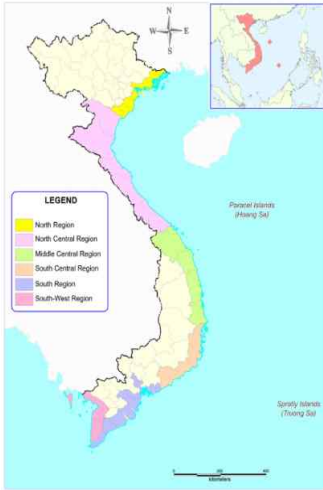 N
W E
S
Paracel Islands
(Hoang Sa)
LEGEND
North Region
North Central Region
Middle Central Region
South Central Region
South Region
South-West Region
Spratly Islands
(Truong Sa)
Kilometers